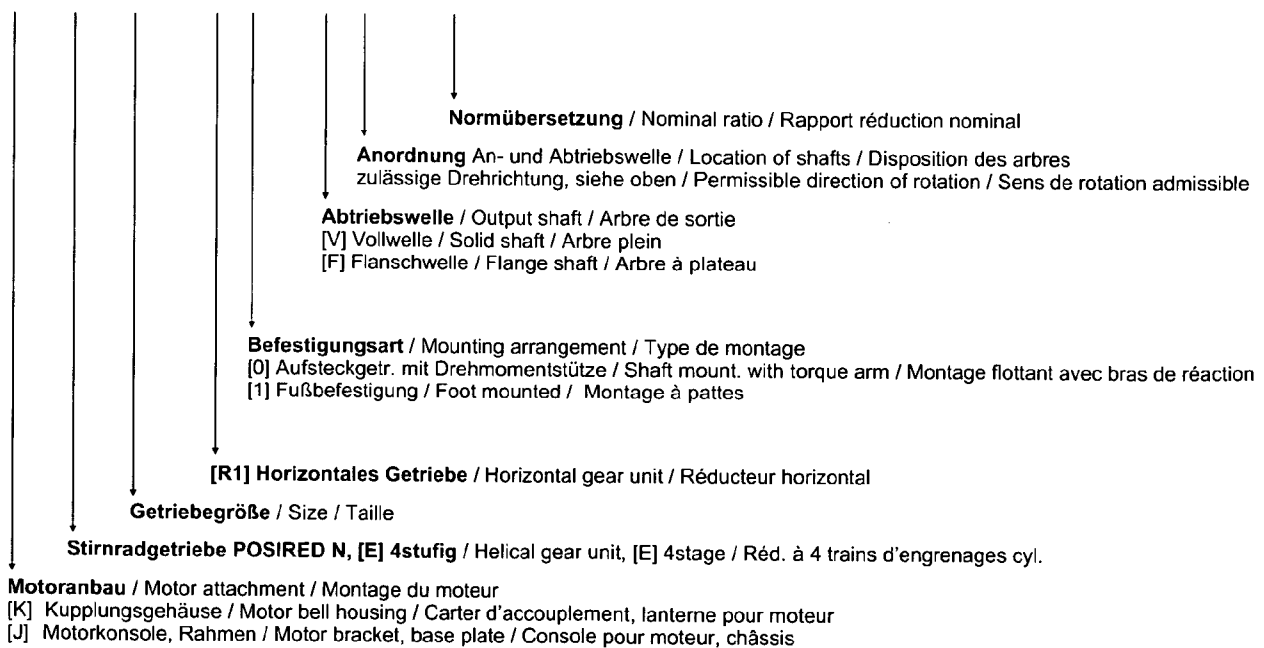 Normübersetzung / Nominal ratio / Rapport réduction nominal
Anordnung An- und Abtriebswelle / Location of shafts / Disposition des arbres
zulässige Drehrichtung, siehe oben / Permissible direction of rotation / Sens de rotation admissible
Abtriebswelle / Output shaft / Arbre de sortie
[V] Vollwelle / Solid shaft / Arbre plein
[F] Flanschwelle / Flange shaft / Arbre à plateau
Befestigungsart / Mounting arrangement / Type de montage
[0] Aufsteckgetr. mit Drehmomentstütze / Shaft mount. with torque arm / Montage flottant avec bras de réaction
[1] Fußbefestigung / Foot mounted / Montage à pattes
[R1] Horizontales Getriebe / Horizontal gear unit / Réducteur horizontal
Getriebegröße / Size / Taille
Stirnradgetriebe POSIRED N, [E] 4stufig / Helical gear unit, [E] 4stage / Réd. à 4 trains d'engrenages cyl.
Motoranbau / Motor attachment / Montage du moteur
[K] Kupplungsgehäuse / Motor bell housing / Carter d'accouplement, lanterne pour moteur
[J] Motorkonsole, Rahmen / Motor bracket, base plate / Console pour moteur, châssis